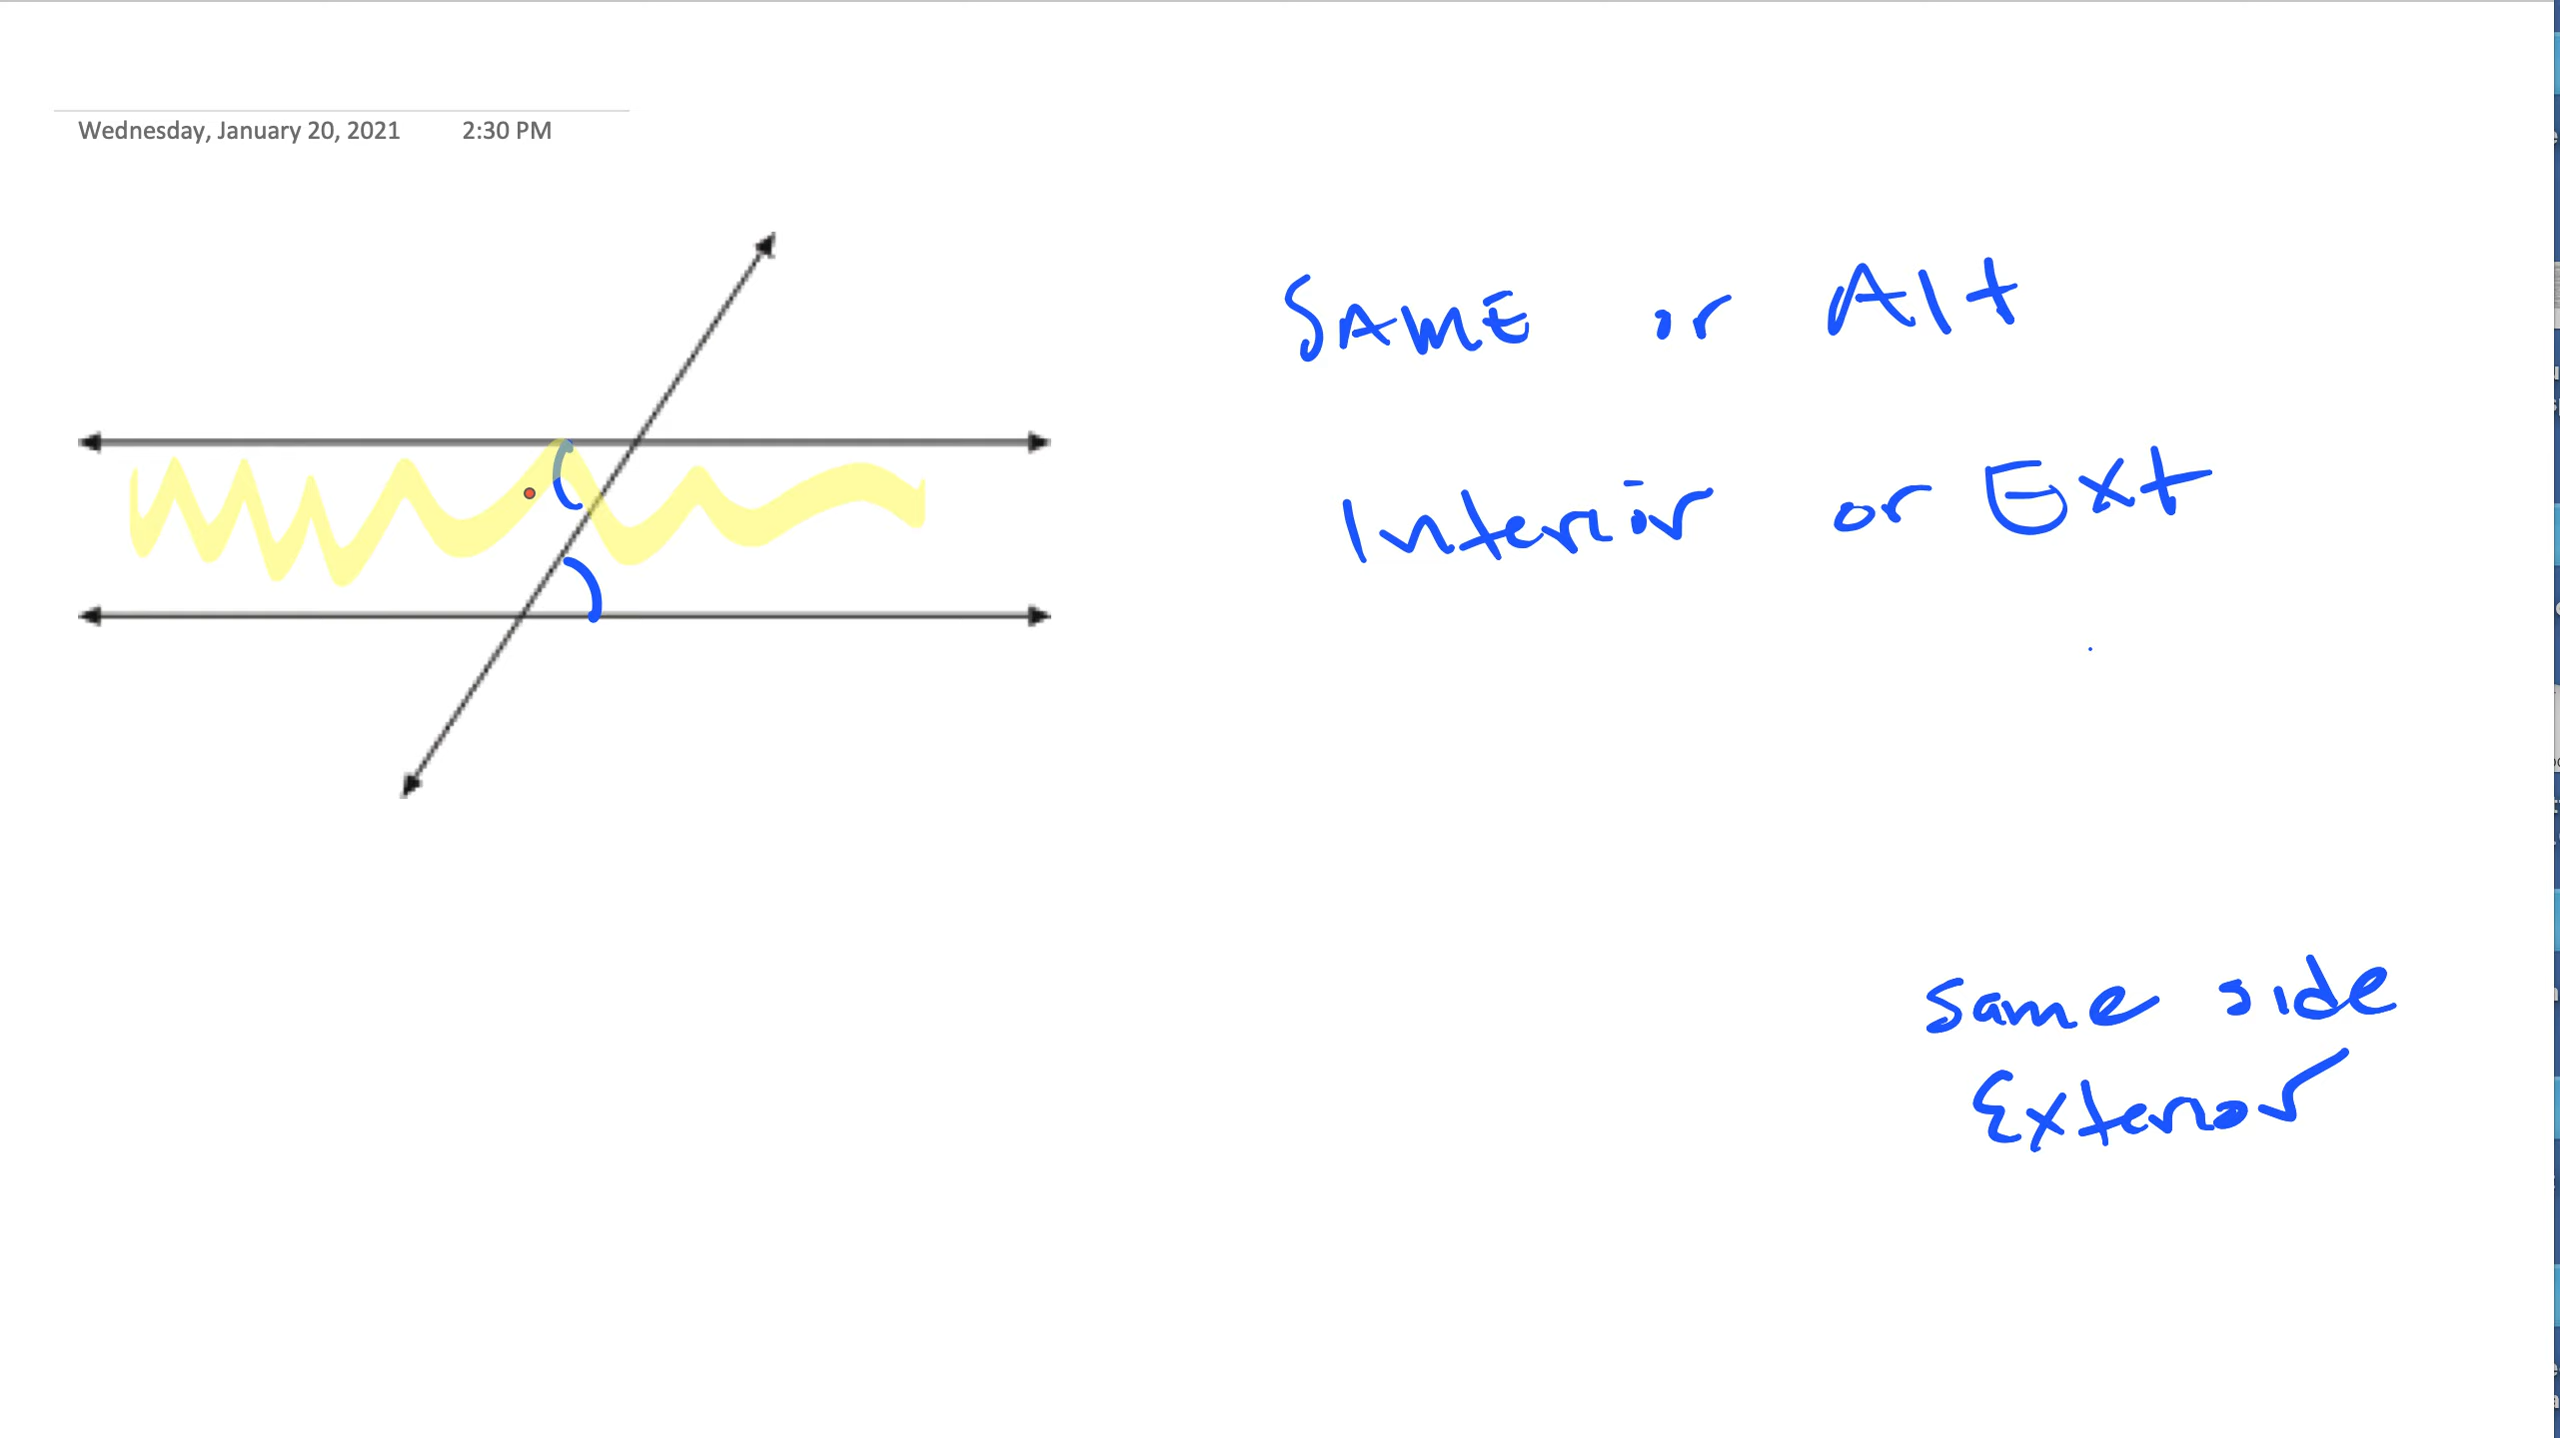 Wednesday, January 20, 2021 2:30 PM
SAME or Alt
Interior or Ext
same side
Exterior